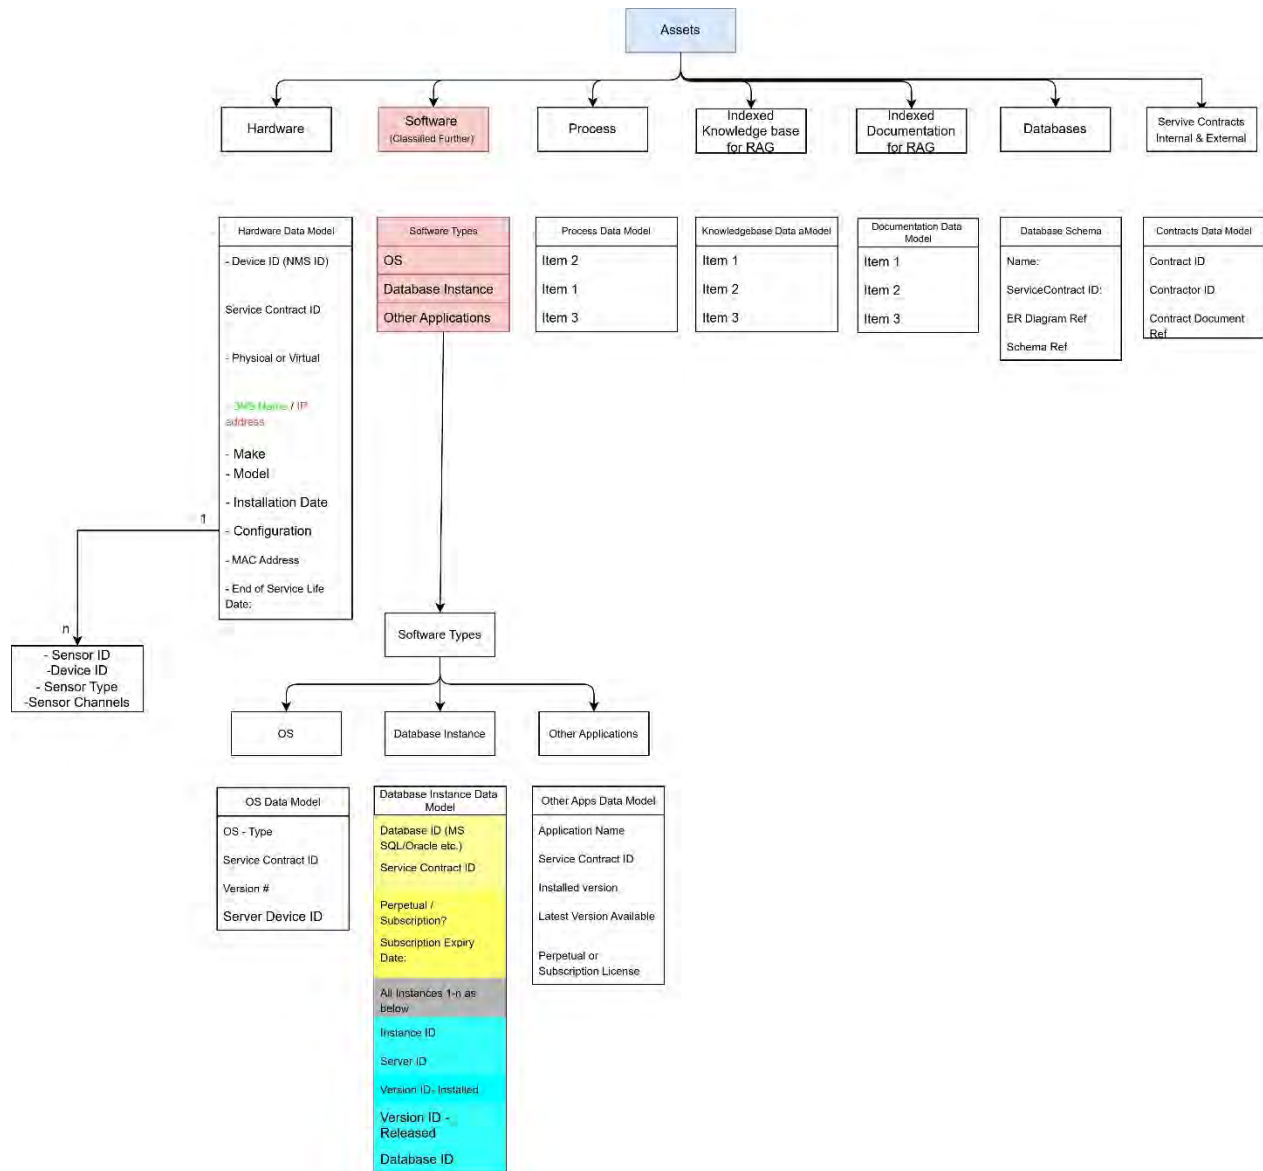 Assets
Hardware
Software
(Classified Further)
Process
Indexed
Knowledge base
for RAG
Indexed
Documentation
for RAG
Databases
Servive Contracts
Internal & External
Hardware Data Model
- Device ID (NMS ID)
Service Contract ID
- Physical or Virtual
Name / IP
address
- Make
- Model
- Installation Date
- Configuration
- MAC Address
- End of Service Life
Date:
Software Types
OS
Database Instance
Other Applications
Process Data Model
Item 2
Item 1
Item 3
Knowledgebase Data aModel
Item 1
Item 2
Item 3
Documentation Data
Model
Item 1
Item 2
Item 3
Database Schema
Name:
ServiceContract ID:
ER Diagram Ref
Schema Ref
Contracts Data Model
Contract ID
Contractor ID
Contract Document
Ref
1
n
- Sensor ID
-Device ID
- Sensor Type
-Sensor Channels
Software Types
OS
Database Instance
Other Applications
OS Data Model
OS - Type
Service Contract ID
Version #
Server Device ID
Database Instance Data
Model
Database ID (MS
SQL/Oracle etc.)
Service Contract ID
Perpetual /
Subscription?
Subscription Expiry
Date:
All Instances 1-n as
below
Instance ID
Server ID
Version ID- Installed
Version ID -
Released
Database ID
Other Apps Data Model
Application Name
Service Contract ID
Installed version
Latest Version Available
Perpetual or
Subscription License